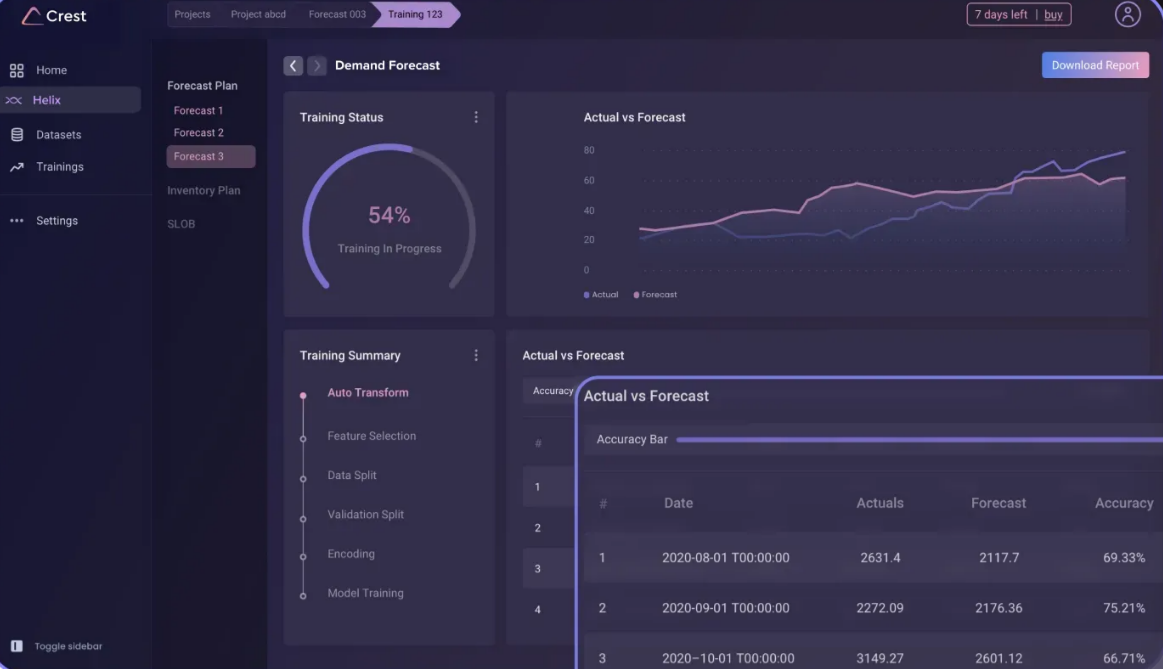 Crest
Projects Project abcd Forecast 003 Training 123
7 days left | buy
Home
Helix
Datasets
Trainings
Settings
Toggle sidebar
Forecast Plan
Forecast 1
Forecast 2
Forecast 3
Inventory Plan
SLOB
Demand Forecast
Download Report
Training Status
54%
Training In Progress
Actual vs Forecast
80
60
40
20
0
Actual Forecast
Training Summary
Auto Transform
Feature Selection
Data Split
Validation Split
Encoding
Model Training
Actual vs Forecast
Accuracy
#
1
2
3
4
Actual vs Forecast
Accuracy Bar
# Date Actuals Forecast Accuracy
1 2020-08-01 T00:00:00 2631.4 2117.7 69.33%
2 2020-09-01 T00:00:00 2272.09 2176.36 75.21%
3 2020–10-01 T00:00:00 3149.27 2601.12 66.71%